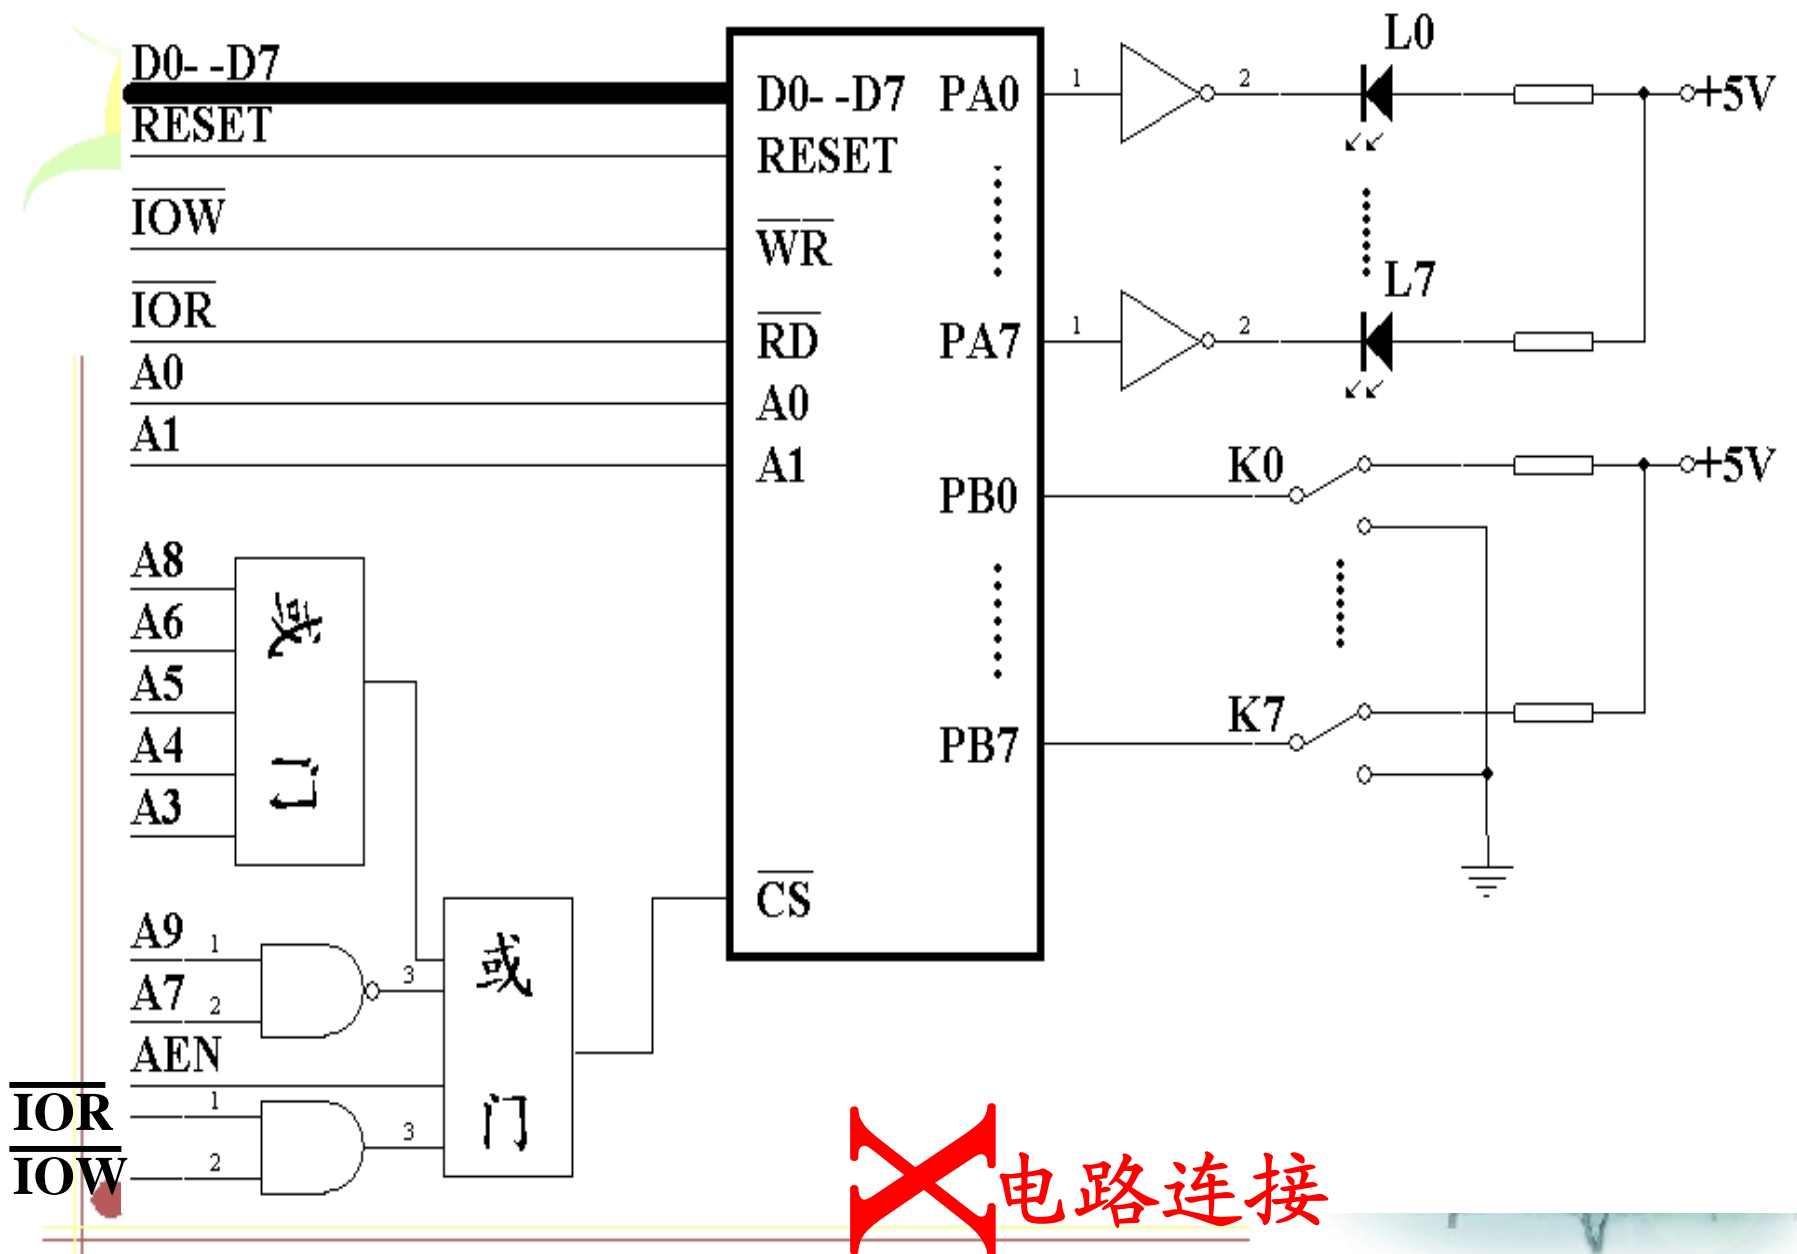 D0- -D7
RESET
IOW
IOR
A0
A1
A8
A6
A5
A4
A3
或
门
A9 1
A7 2
3
AEN
IOR 1
IOW 2
3
或
门
D0- -D7
RESET
WR
RD
A0
A1
CS
PA0
PA7
PB0
PB7
1 2 L0 +5V
1 2 L7
K0 +5V
K7
X电路连接